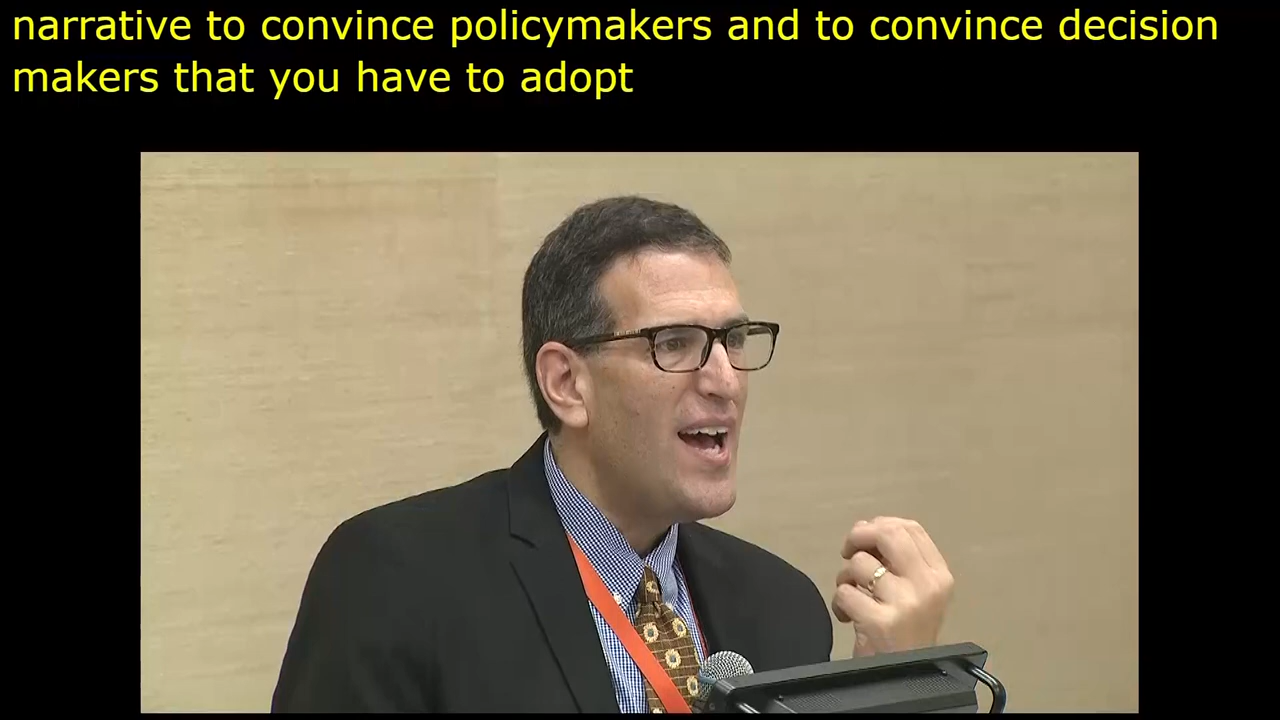 narrative to convince policymakers and to convince decision
makers that you have to adopt